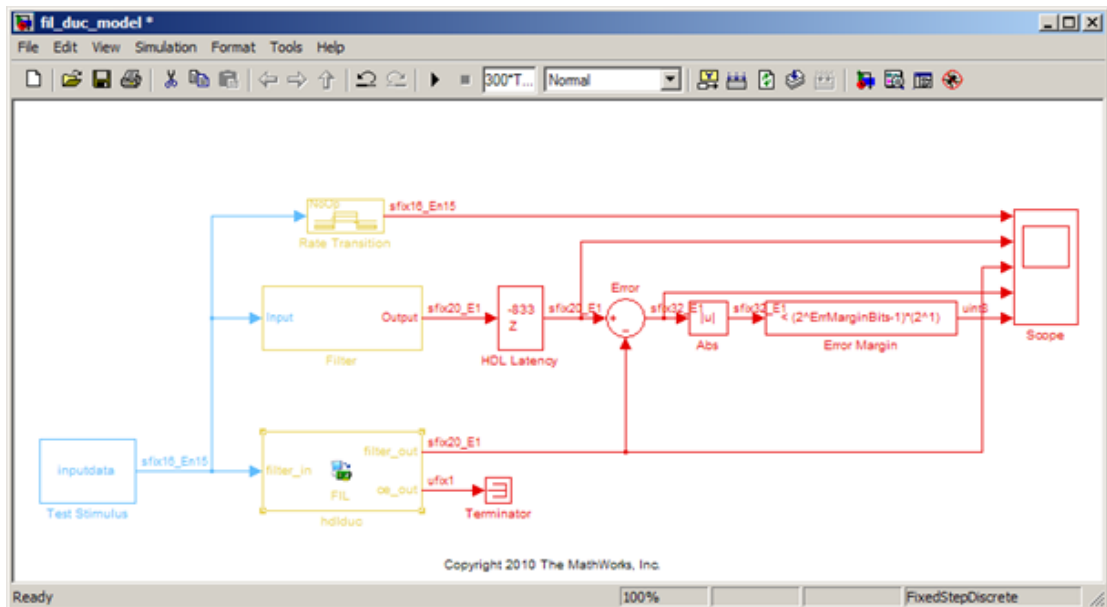 fil_duc_model *
File Edit View Simulation Format Tools Help
300*T... Normal
NoOp
sfix16_En15
Rate Transition
Input
Output
sfix20_E1
-833
Z
sfix20_E1
Error
+
−
sfix32_E1
|u|
sfix32_E1
< (2^ErrMarginBits-1)*(2^1)
uint8
Scope
Filter
HDL Latency
Abs
Error Margin
inputdata
sfix16_En15
filter_in
filter_out
sfix20_E1
FIL
ce_out
ufix1
Test Stimulus
hdlduc
Terminator
Copyright 2010 The MathWorks, Inc.
Ready 100% FixedStepDiscrete